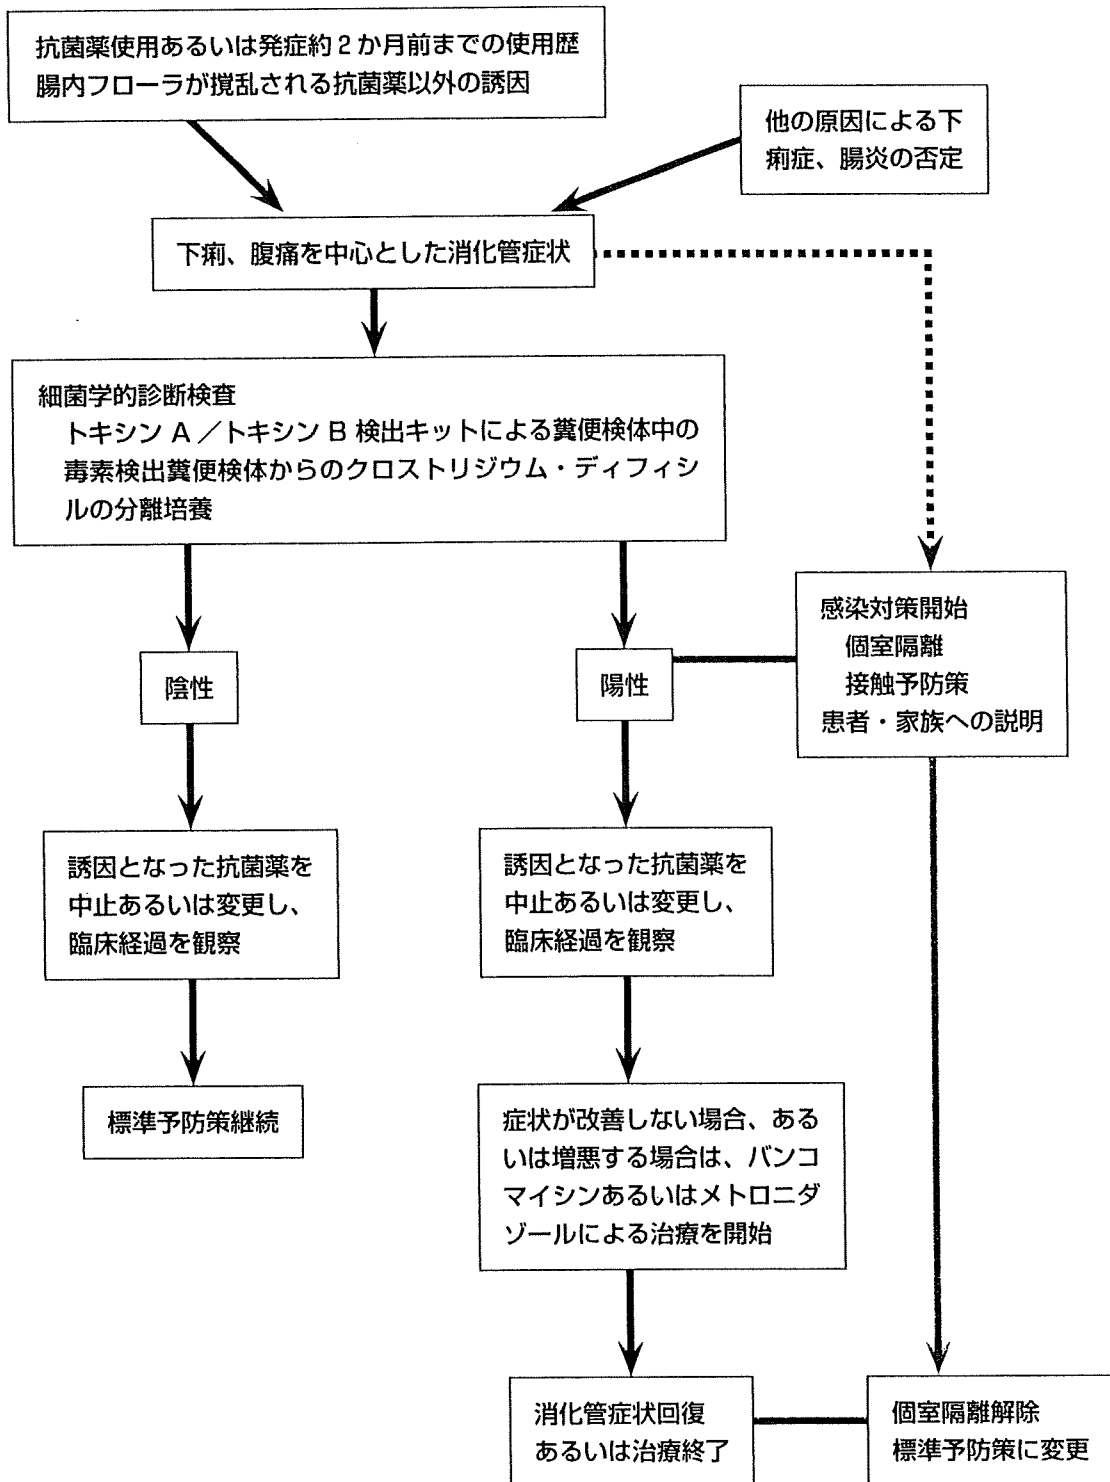 抗菌薬使用あるいは発症約2か月前までの使用歴
腸内フローラが撹乱される抗菌薬以外の誘因
他の原因による下
痢症、腸炎の否定
下痢、腹痛を中心とした消化管症状
細菌学的診断検査
トキシン A /トキシン B 検出キットによる糞便検体中の
毒素検出糞便検体からのクロストリジウム・ディフィシ
ルの分離培養
陰性
陽性
感染対策開始
個室隔離
接触予防策
患者・家族への説明
誘因となった抗菌薬を
中止あるいは変更し、
臨床経過を観察
誘因となった抗菌薬を
中止あるいは変更し、
臨床経過を観察
標準予防策継続
症状が改善しない場合、ある
いは増悪する場合は、バンコ
マイシンあるいはメトロニダ
ゾールによる治療を開始
消化管症状回復
あるいは治療終了
個室隔離解除
標準予防策に変更